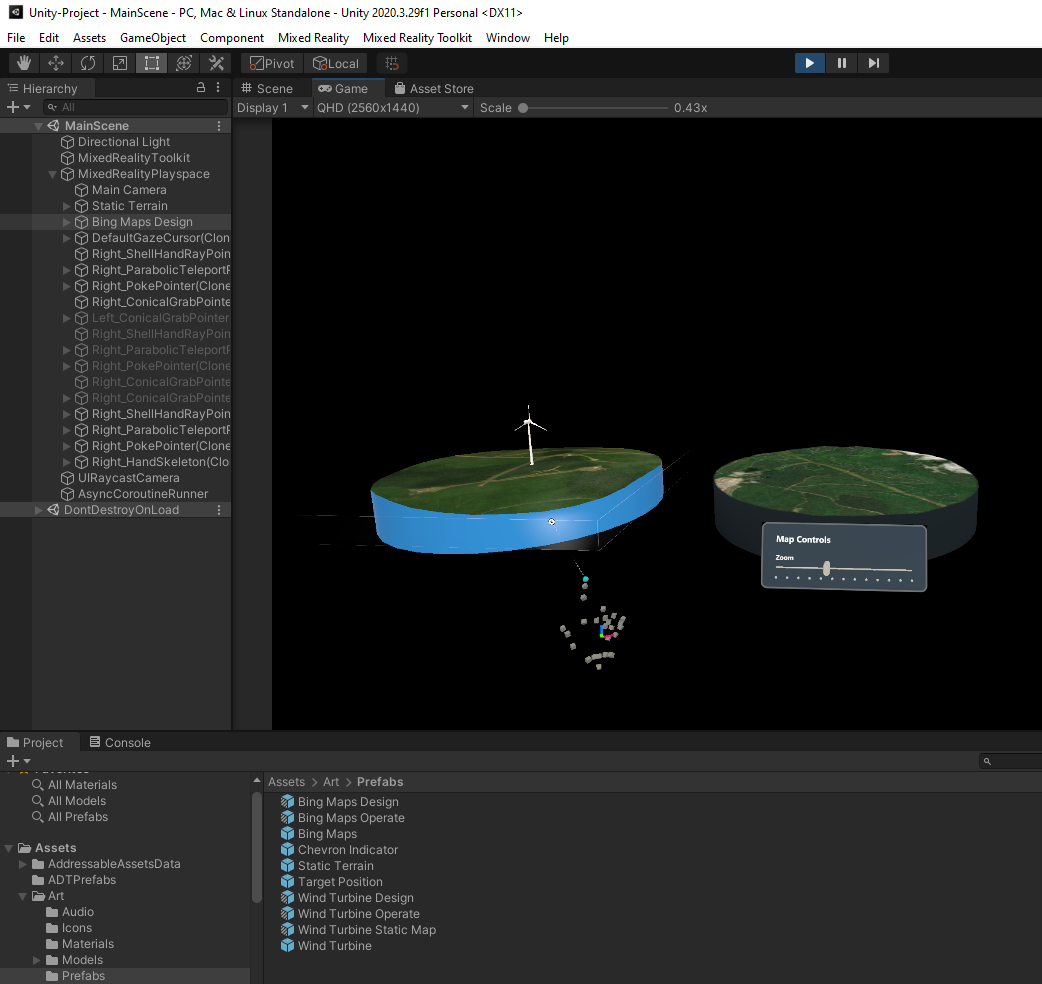 Unity-Project - MainScene - PC, Mac & Linux Standalone - Unity 2020.3.29f1 Personal <DX11>
File Edit Assets GameObject Component Mixed Reality Mixed Reality Toolkit Window Help
Pivot Local
Hierarchy
All
MainScene
Directional Light
MixedRealityToolkit
MixedRealityPlayspace
Main Camera
Static Terrain
Bing Maps Design
DefaultGazeCursor(Clon
Right_ShellHandRayPoin
Right_ParabolicTeleportP
Right_PokePointer(Clone
Right_ConicalGrabPointe
Left_ConicalGrabPointer
Right_ShellHandRayPoin
Right_ParabolicTeleportP
Right_PokePointer(Clone
Right_ConicalGrabPointe
Right_ConicalGrabPointe
Right_ShellHandRayPoin
Right_ParabolicTeleportP
Right_PokePointer(Clone
Right_HandSkeleton(Clo
UIRaycastCamera
AsyncCoroutineRunner
DontDestroyOnLoad
Scene Game Asset Store
Display 1 QHD (2560x1440) Scale 0.43x
Map Controls
Zoom
Project Console
Favorites
All Materials
All Models
All Prefabs
Assets
AddressableAssetsData
ADTPrefabs
Art
Audio
Icons
Materials
Models
Prefabs
Assets > Art > Prefabs
Bing Maps Design
Bing Maps Operate
Bing Maps
Chevron Indicator
Static Terrain
Target Position
Wind Turbine Design
Wind Turbine Operate
Wind Turbine Static Map
Wind Turbine